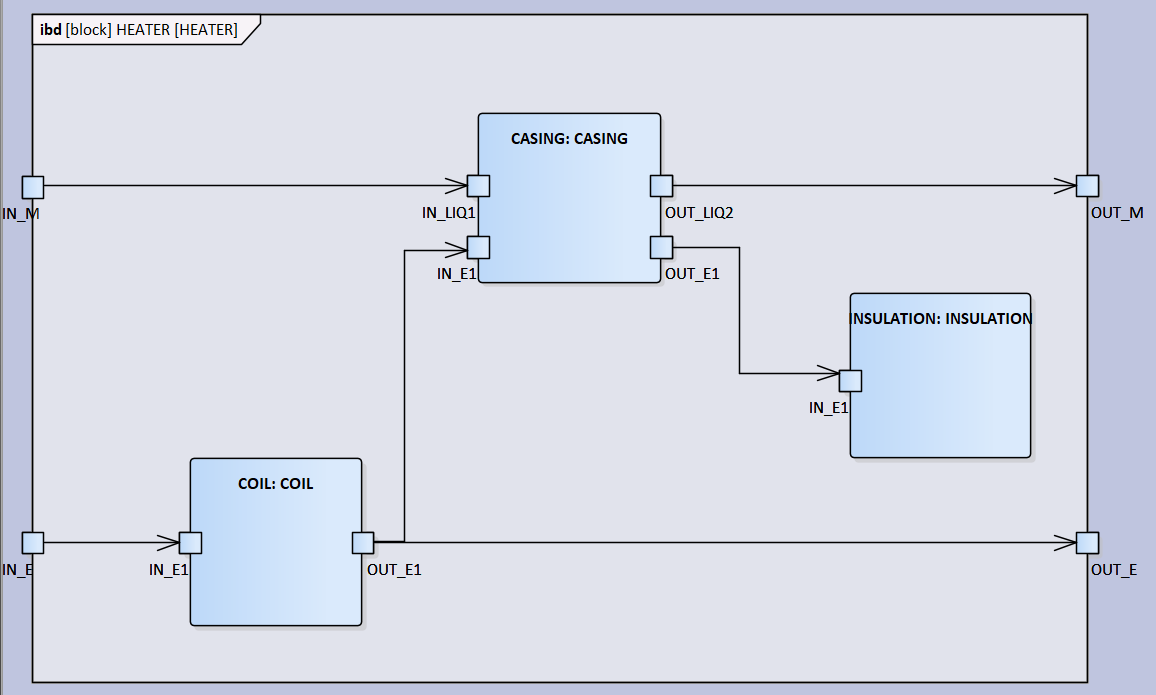 ibd [block] HEATER [HEATER]
CASING: CASING
IN_M
IN_LIQ1
OUT_LIQ2
OUT_M
IN_E1
OUT_E1
INSULATION: INSULATION
IN_E1
COIL: COIL
IN_E
IN_E1
OUT_E1
OUT_E